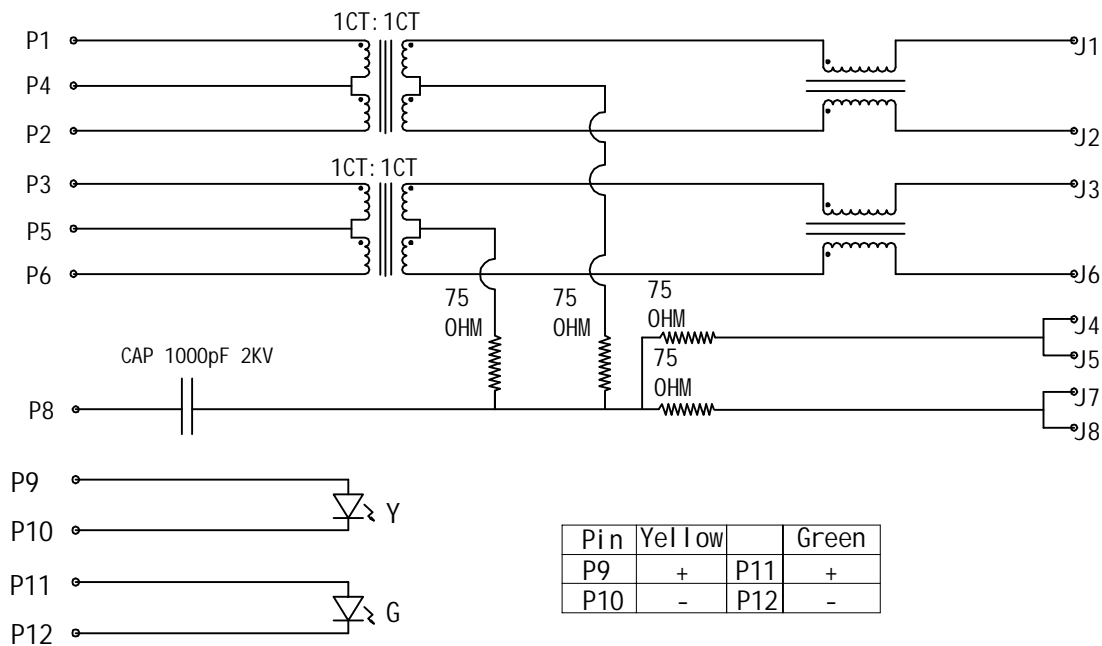 1CT:1CT
P1
J1
P4
P2
J2
1CT:1CT
P3
J3
P5
P6
J6
75
OHM
75
OHM
75
OHM
J4
75
OHM
J5
CAP 1000pF 2KV
P8
J7
J8
P9
Y
P10
P11
G
P12
Pin Yellow Green
P9 + P11 +
P10 - P12 -